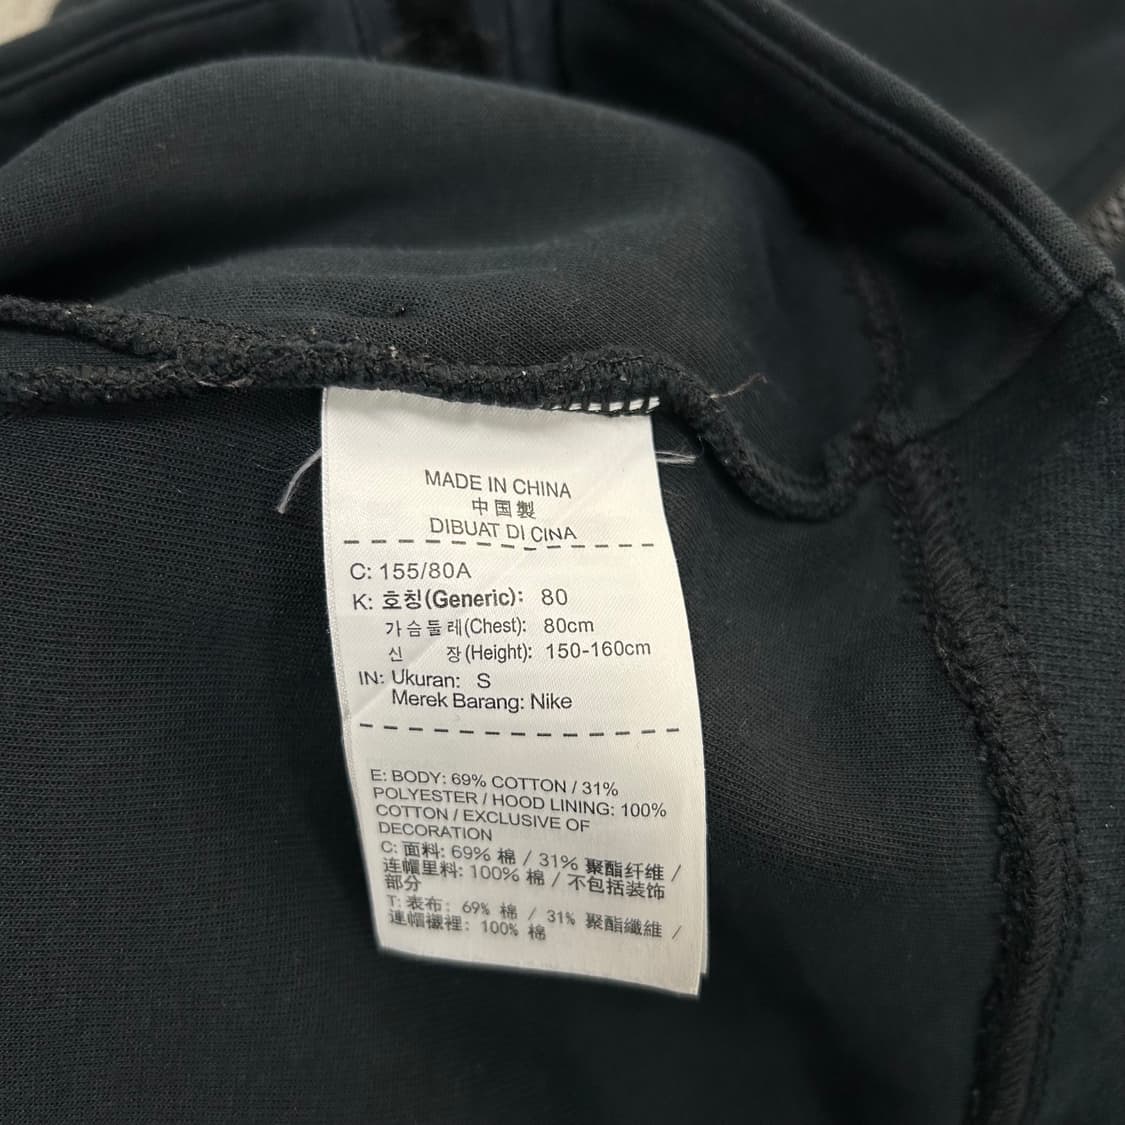 MADE IN CHINA
中国製
DIBUAT DI CINA
C: 155/80A
K: 호칭(Generic): 80
가슴둘레(Chest): 80cm
신 장(Height): 150-160cm
IN: Ukuran: S
Merek Barang: Nike
E: BODY: 69% COTTON / 31%
POLYESTER / HOOD LINING: 100%
COTTON / EXCLUSIVE OF
DECORATION
C: 面料: 69% 棉 / 31% 聚酯纤维 /
连帽里料: 100% 棉 / 不包括装饰
部分
T: 表布: 69% 棉 / 31% 聚酯纖維 /
連帽襯裡: 100% 棉